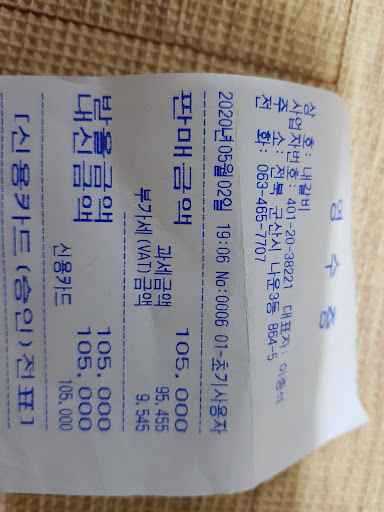 영 수 증
상 호: 내갈비
사업자번호: 401-20-38221 대표자: 이종석
주 소: 전북 군산시 나운3동 864-5
전 화: 063-465-7707
2020년05월02일 19:06 No:0006 01-초기사용자
판매금액 105,000
과세금액 95,455
부가세(VAT)금액 9,545
받을금액 105,000
내신금액 105,000
신용카드 105,000
[신용카드(승인)전표]